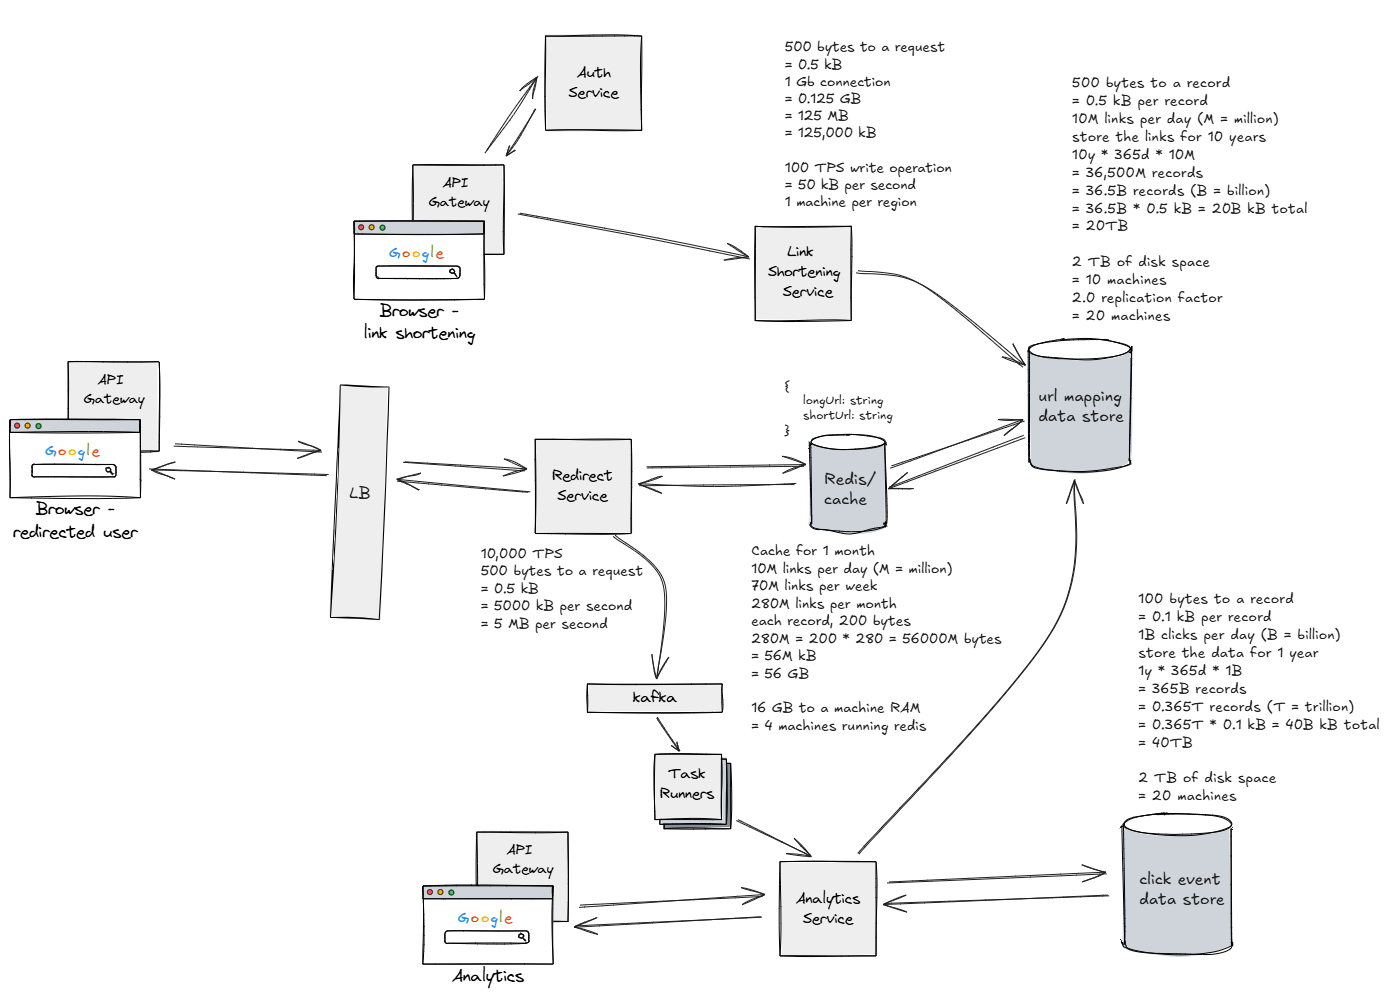 Auth
Service
API
Gateway
Google
Browser -
link shortening
500 bytes to a request
= 0.5 kB
1 Gb connection
= 0.125 GB
= 125 MB
= 125,000 kB
100 TPS write operation
= 50 kB per second
1 machine per region
Link
Shortening
Service
500 bytes to a record
= 0.5 kB per record
10M links per day (M = million)
store the links for 10 years
10y * 365d * 10M
= 36,500M records
= 36.5B records (B = billion)
= 36.5B * 0.5 kB = 20B kB total
= 20TB
2 TB of disk space
= 10 machines
2.0 replication factor
= 20 machines
url mapping
data store
API
Gateway
Google
Browser -
redirected user
LB
Redirect
Service
10,000 TPS
500 bytes to a request
= 0.5 kB
= 5000 kB per second
= 5 MB per second
{
longUrl: string
shortUrl: string
}
Redis/
cache
Cache for 1 month
10M links per day (M = million)
70M links per week
280M links per month
each record, 200 bytes
280M = 200 * 280 = 56000M bytes
= 56M kB
= 56 GB
16 GB to a machine RAM
= 4 machines running redis
kafka
Task
Runners
API
Gateway
Google
Analytics
Analytics
Service
100 bytes to a record
= 0.1 kB per record
1B clicks per day (B = billion)
store the data for 1 year
1y * 365d * 1B
= 365B records
= 0.365T records (T = trillion)
= 0.365T * 0.1 kB = 40B kB total
= 40TB
2 TB of disk space
= 20 machines
click event
data store